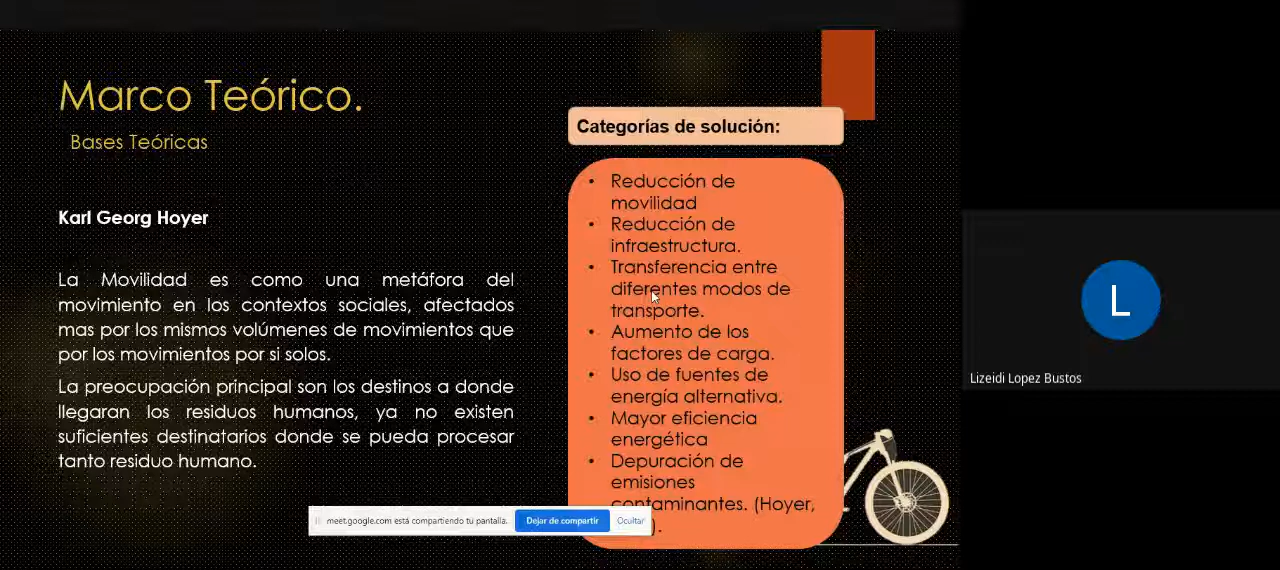 Marco Teórico.
Bases Teóricas
Karl Georg Hoyer
La Movilidad es como una metáfora del
movimiento en los contextos sociales, afectados
mas por los mismos volúmenes de movimientos que
por los movimientos por si solos.
La preocupación principal son los destinos a donde
llegaran los residuos humanos, ya no existen
suficientes destinatarios donde se pueda procesar
tanto residuo humano.
Categorías de solución:
• Reducción de
movilidad
• Reducción de
infraestructura.
• Transferencia entre
diferentes modos de
transporte.
• Aumento de los
factores de carga.
• Uso de fuentes de
energía alternativa.
• Mayor eficiencia
energética
• Depuración de
emisiones
contaminantes. (Hoyer,
).
meet.google.com está compartiendo tu pantalla.
Dejar de compartir
Ocultar
L
Lizeidi Lopez Bustos